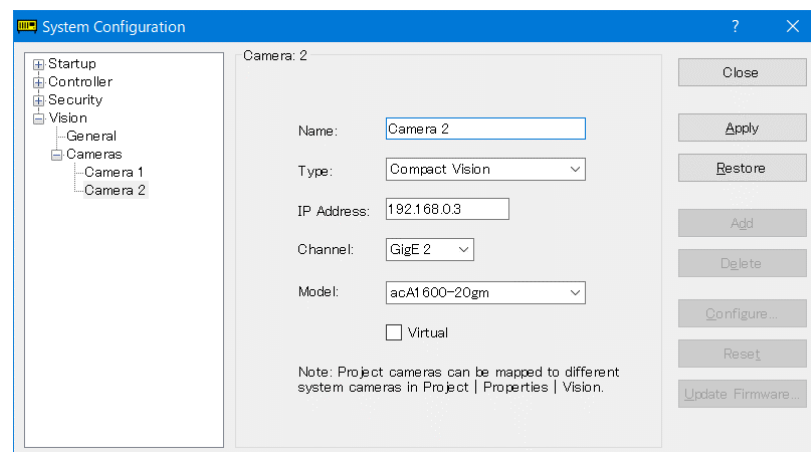 System Configuration
Startup
Controller
Security
Vision
General
Cameras
Camera 1
Camera 2
Camera: 2
Name: Camera 2
Type: Compact Vision
IP Address: 192.168.0.3
Channel: GigE 2
Model: acA1600-20gm
Virtual
Note: Project cameras can be mapped to different
system cameras in Project | Properties | Vision.
Close
Apply
Restore
Add
Delete
Configure...
Reset
Update Firmware...